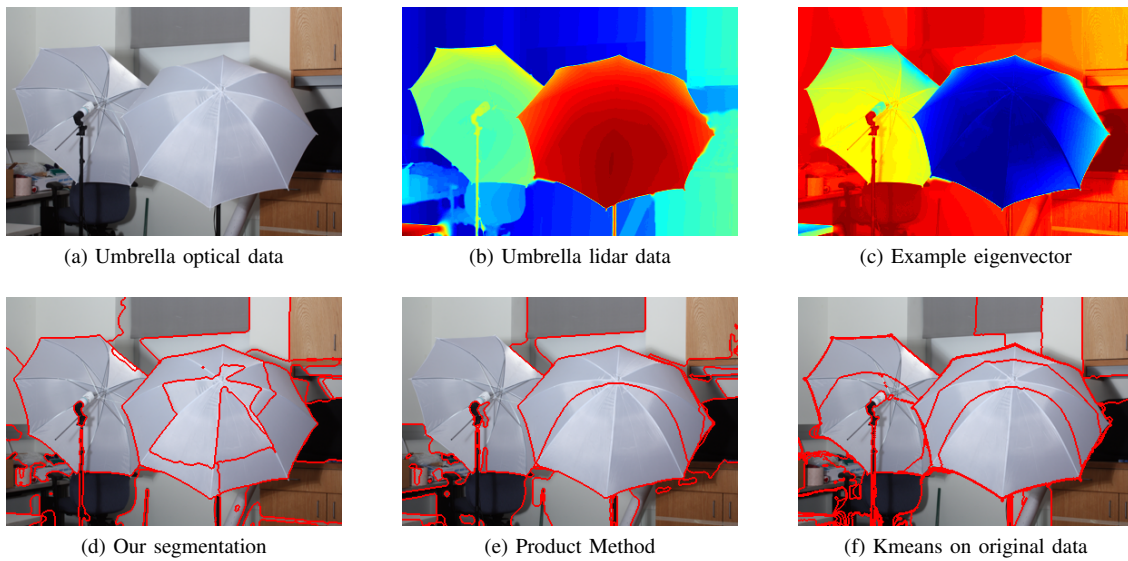 (a) Umbrella optical data
(b) Umbrella lidar data
(c) Example eigenvector
(d) Our segmentation
(e) Product Method
(f) Kmeans on original data